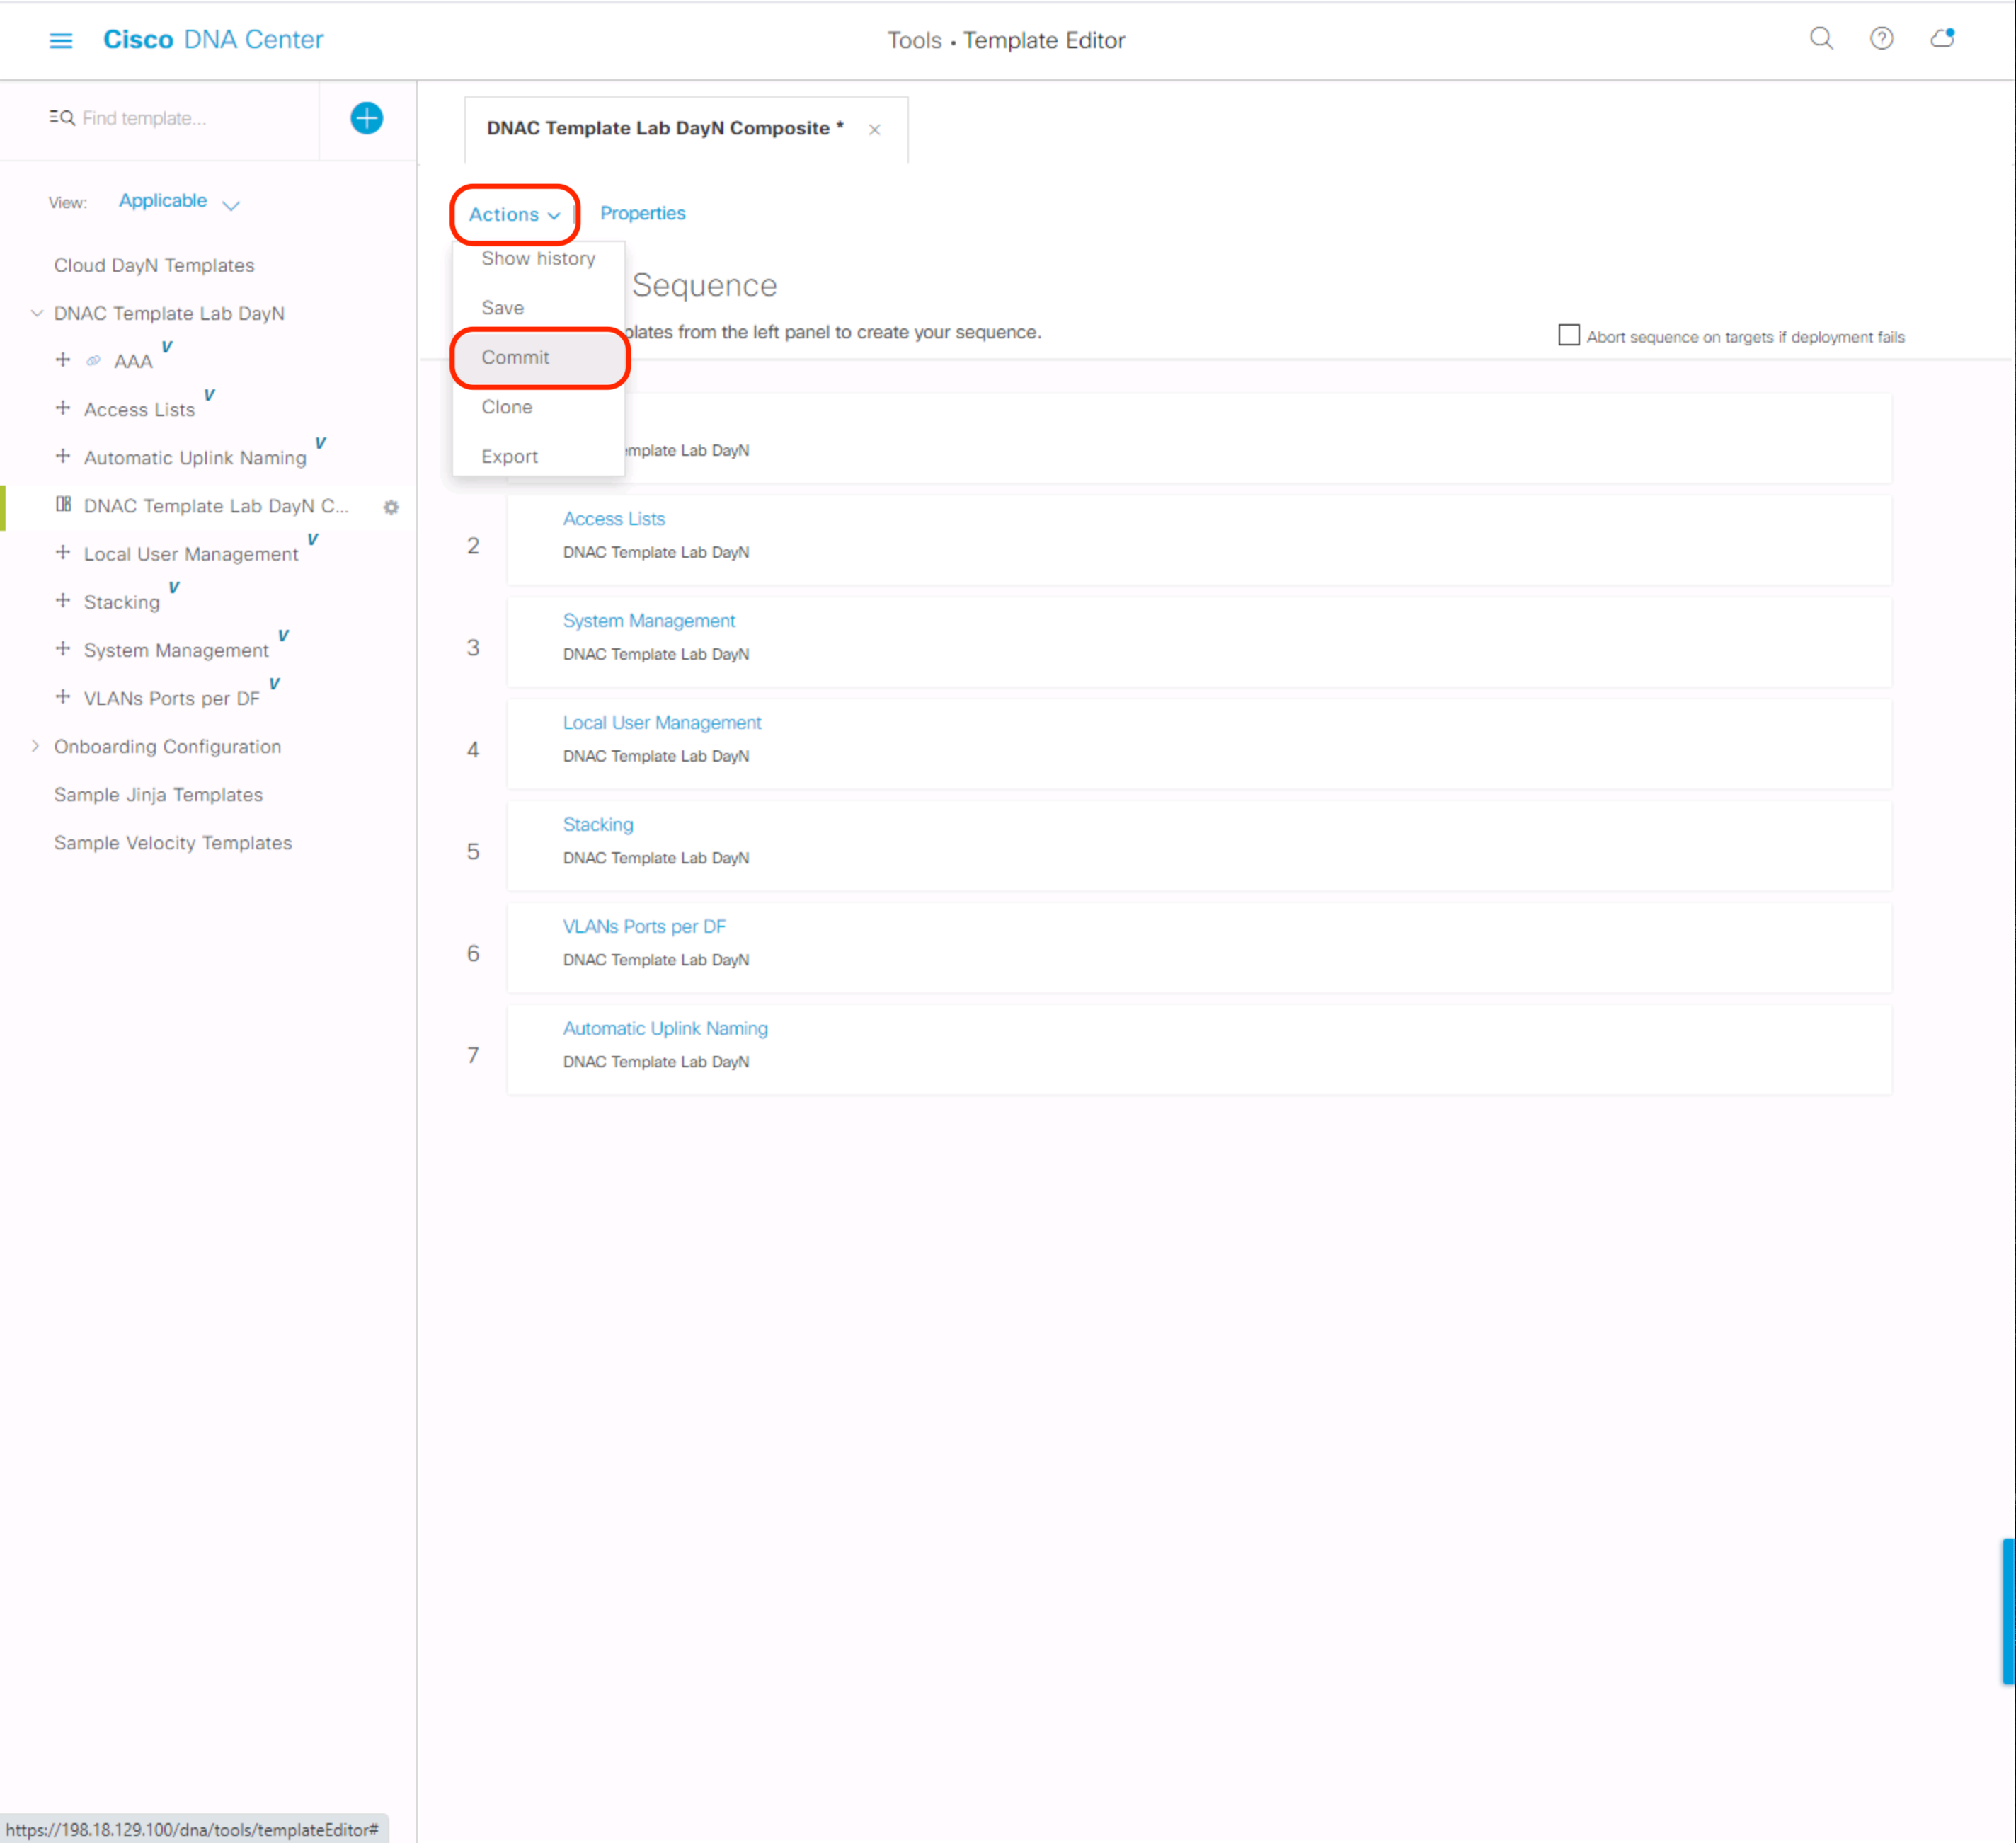 Cisco DNA Center
Tools • Template Editor
Find template...
View: Applicable
Cloud DayN Templates
DNAC Template Lab DayN
AAA V
Access Lists V
Automatic Uplink Naming V
DNAC Template Lab DayN C...
Local User Management V
Stacking V
System Management V
VLANs Ports per DF V
Onboarding Configuration
Sample Jinja Templates
Sample Velocity Templates
DNAC Template Lab DayN Composite *
Actions | Properties
Show history
Save
Commit
Clone
Export
Sequence
plates from the left panel to create your sequence.
Abort sequence on targets if deployment fails
mplate Lab DayN
2
Access Lists
DNAC Template Lab DayN
3
System Management
DNAC Template Lab DayN
4
Local User Management
DNAC Template Lab DayN
5
Stacking
DNAC Template Lab DayN
6
VLANs Ports per DF
DNAC Template Lab DayN
7
Automatic Uplink Naming
DNAC Template Lab DayN
https://198.18.129.100/dna/tools/templateEditor#